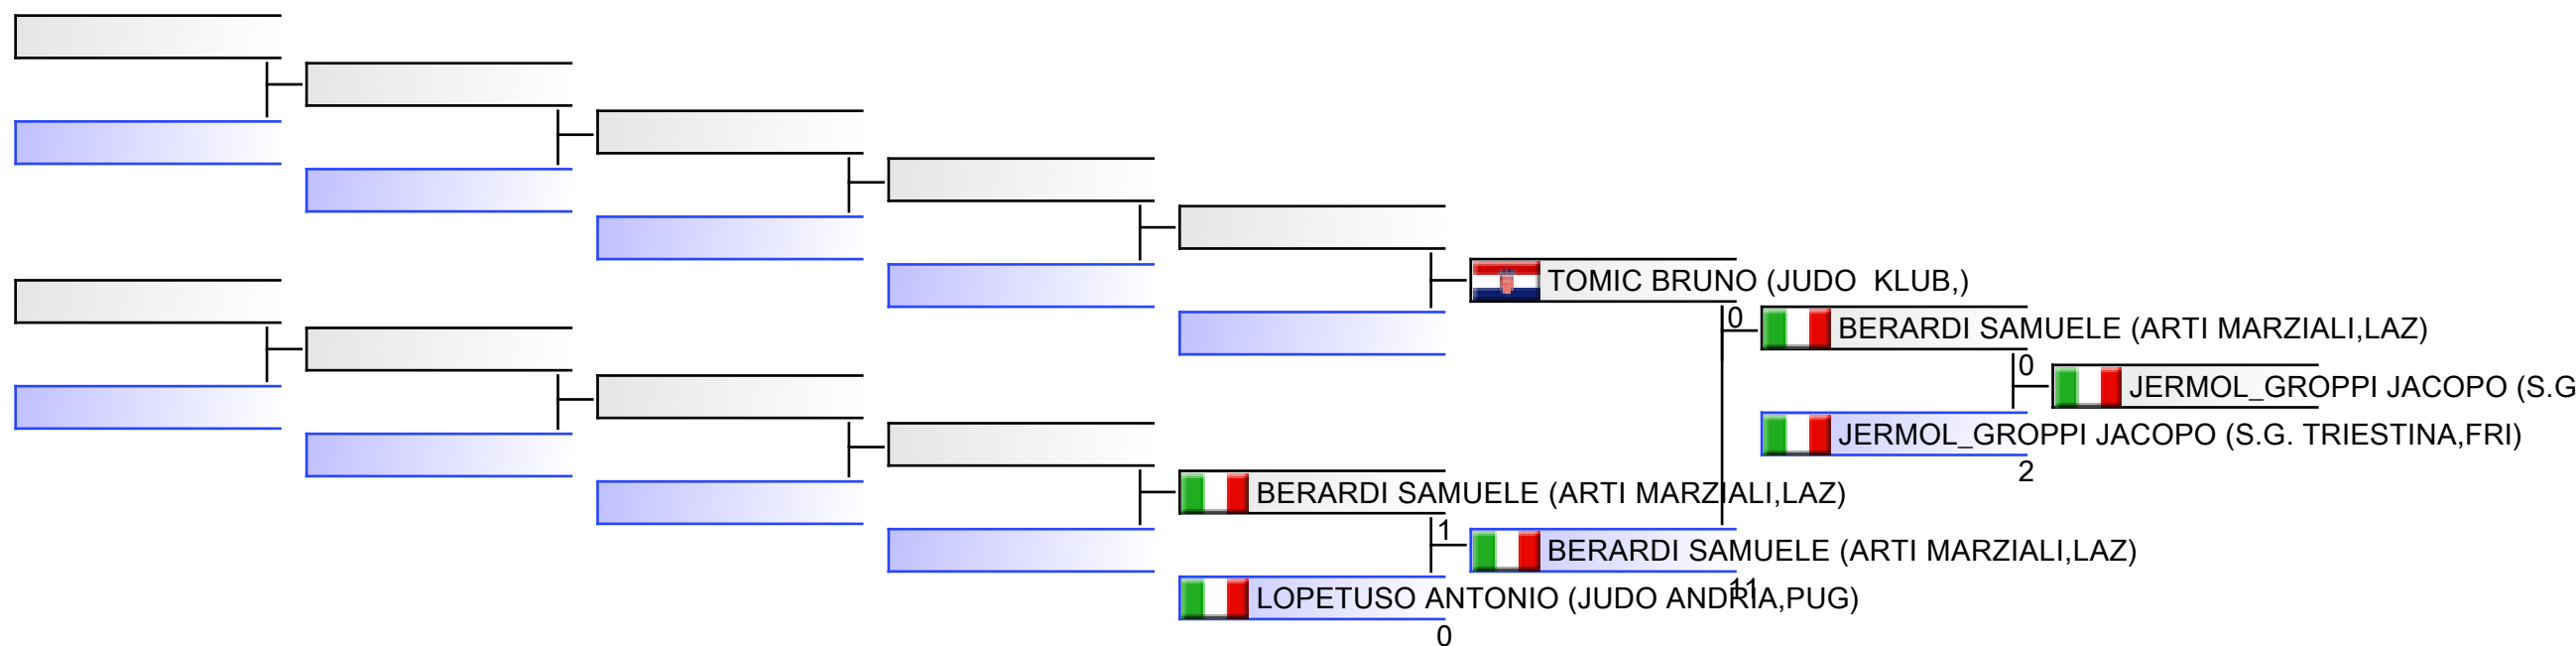 TOMIC BRUNO (JUDO  KLUB,)
0
BERARDI SAMUELE (ARTI MARZIALI,LAZ)
0
JERMOL_GROPPI JACOPO (S.G
JERMOL_GROPPI JACOPO (S.G. TRIESTINA,FRI)
2
BERARDI SAMUELE (ARTI MARZIALI,LAZ)
1
BERARDI SAMUELE (ARTI MARZIALI,LAZ)
11
LOPETUSO ANTONIO (JUDO ANDRIA,PUG)
0